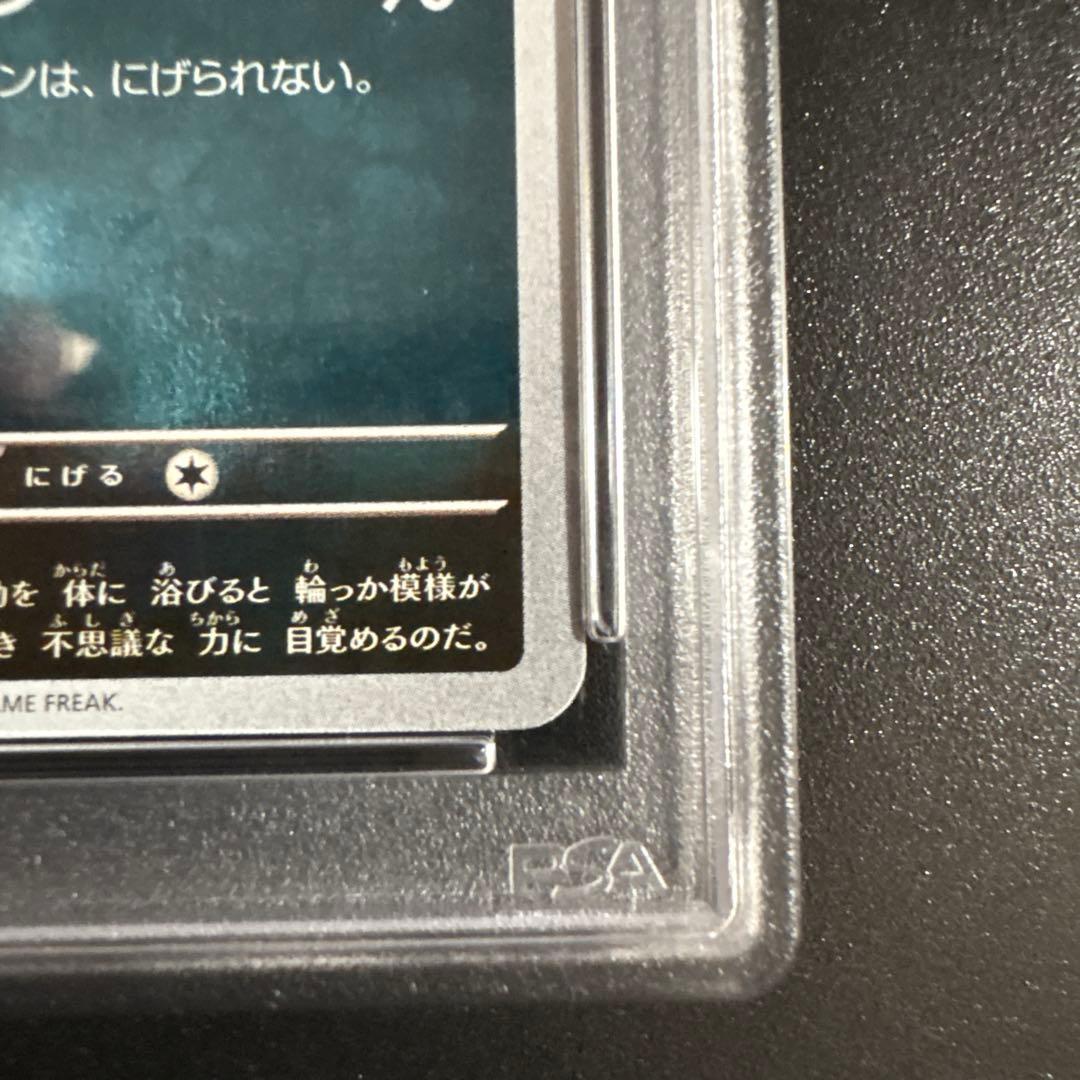 ンは、にげられない。
にげる
を 体に 浴びると 輪っか模様が
き 不思議な 力に 目覚めるのだ。
AME FREAK.
PSA